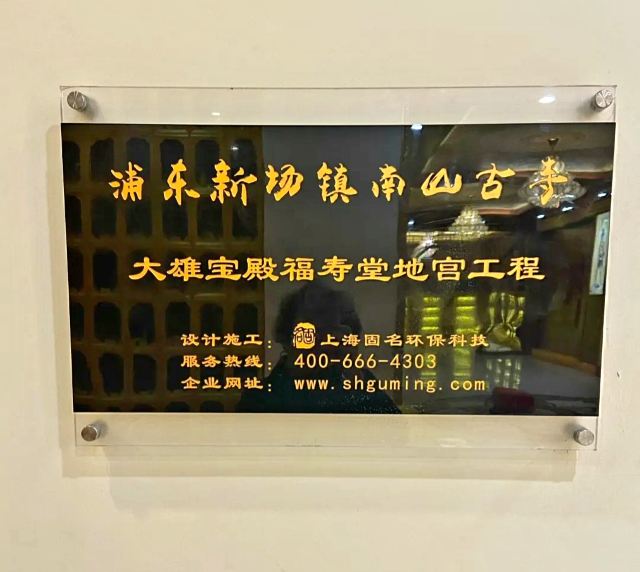 浦东新场镇南山古寺
大雄宝殿福寿堂地宫工程
设计施工：上海固名环保科技
服务热线：400-666-4303
企业网址：www.shguming.com